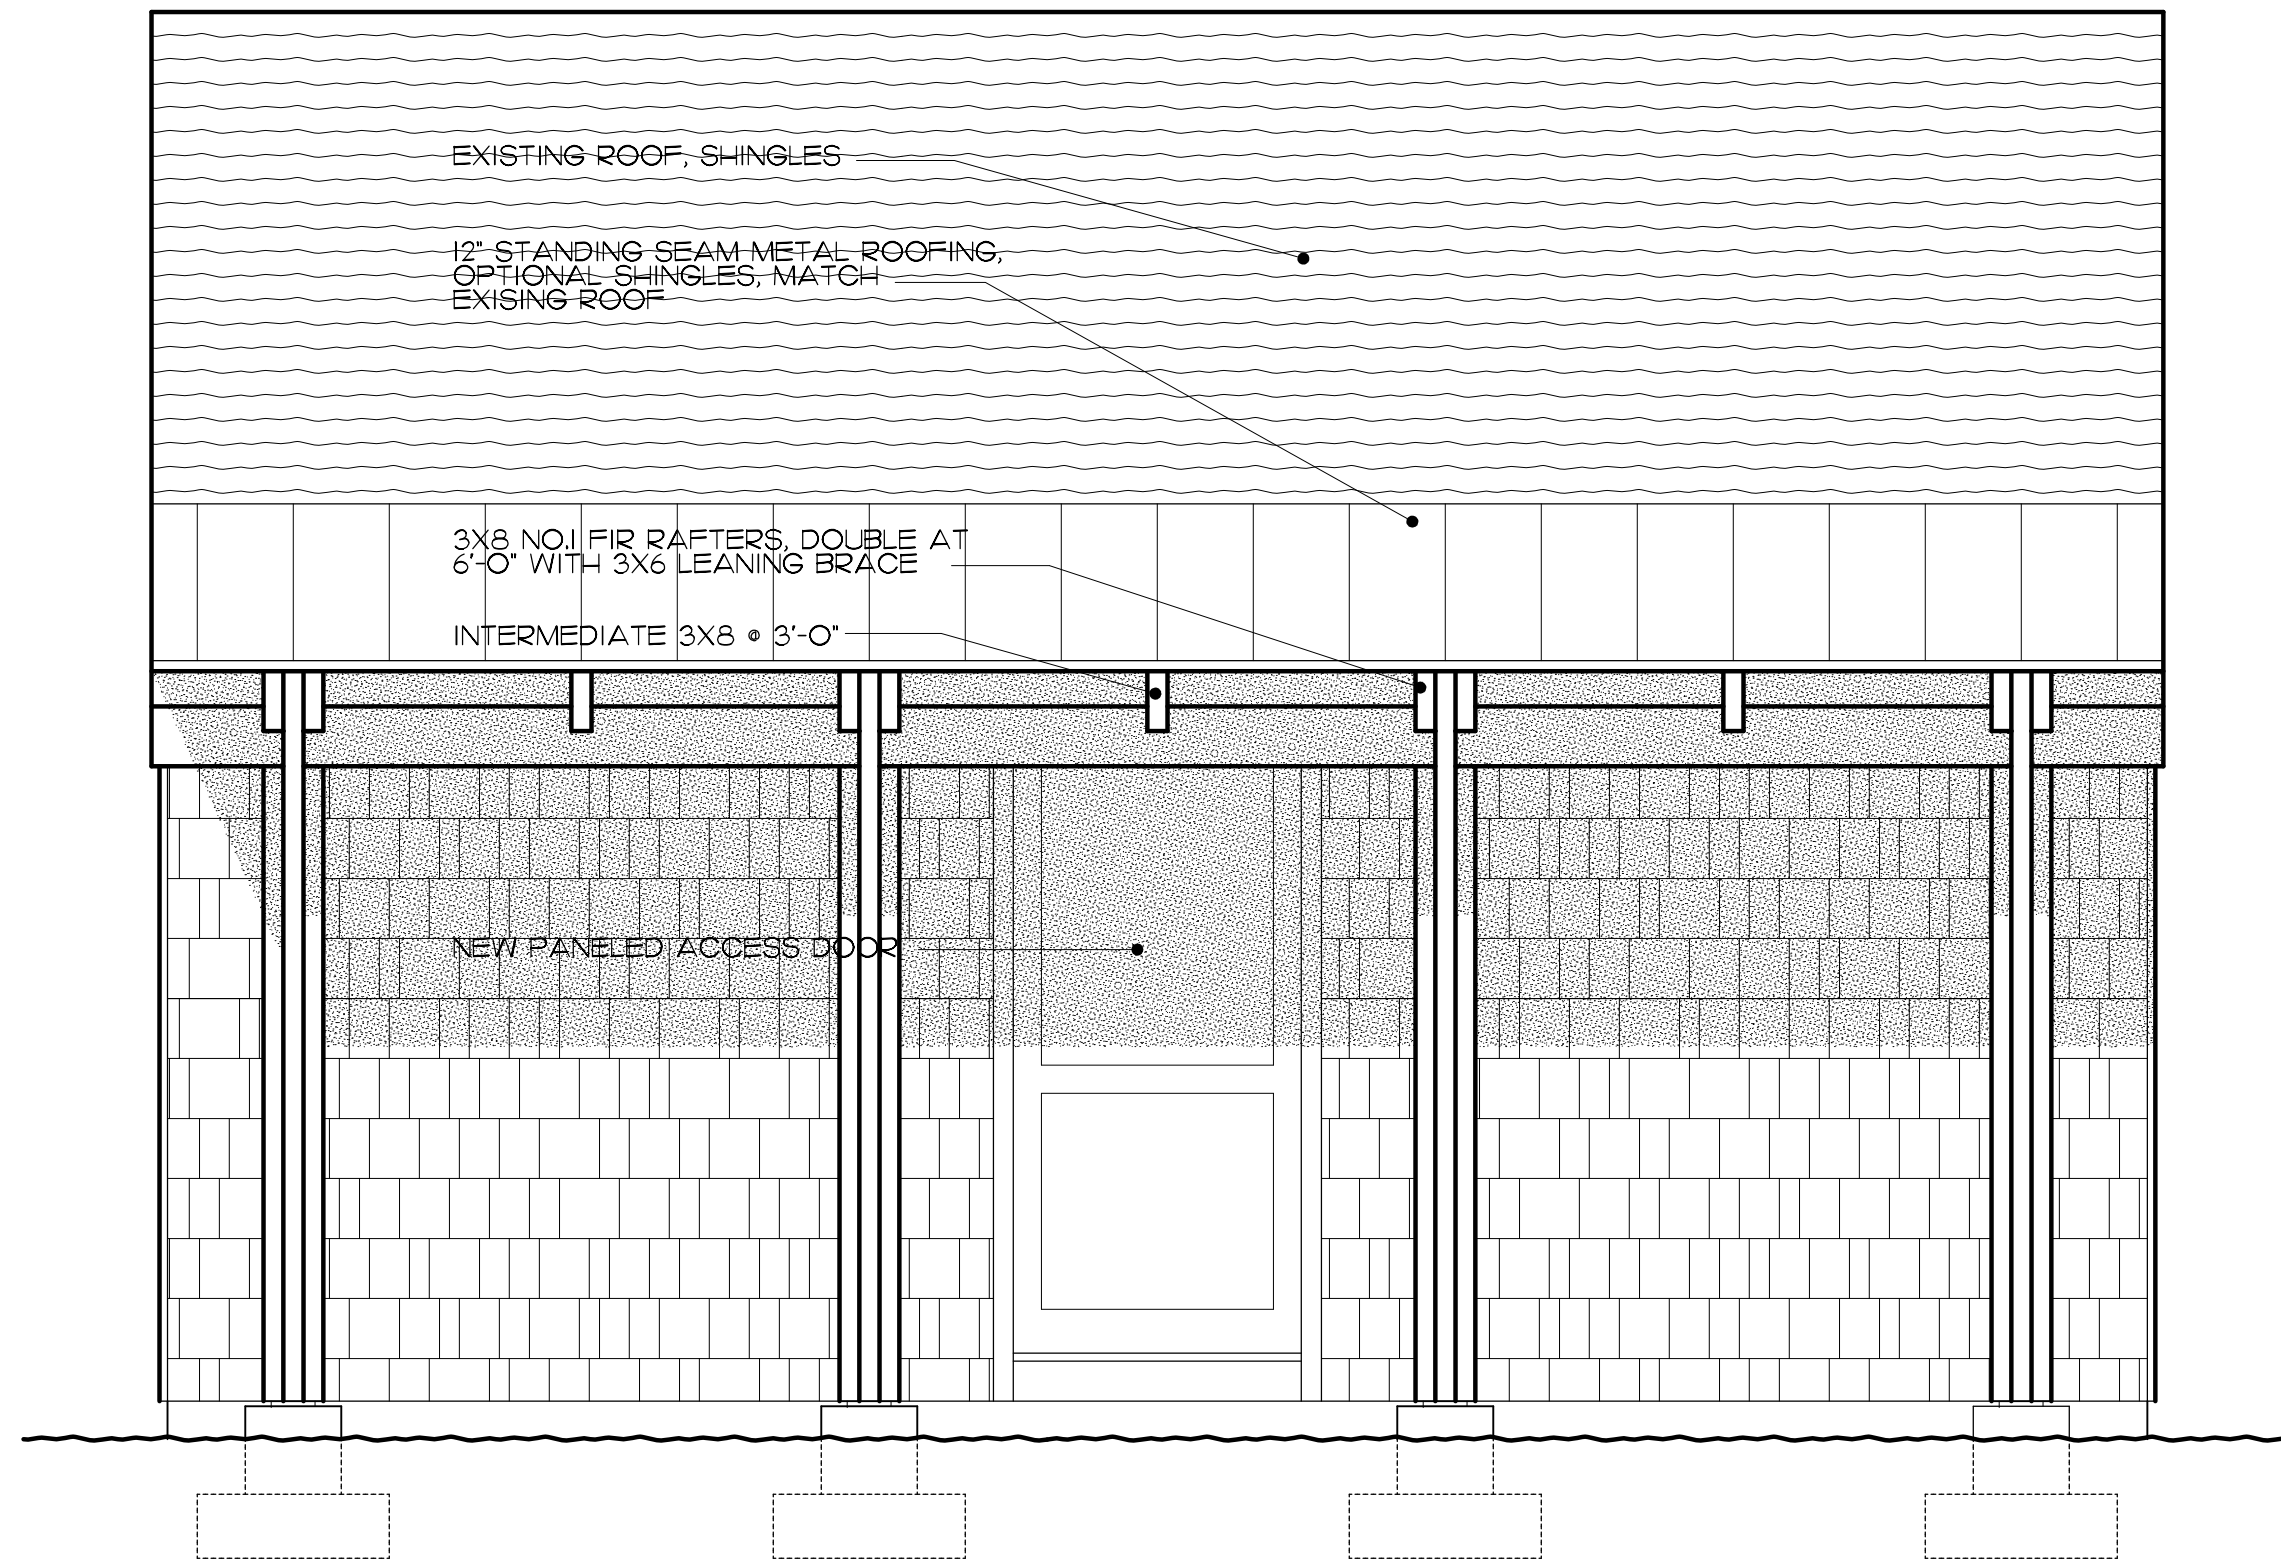 EXISTING ROOF, SHINGLES
12" STANDING SEAM METAL ROOFING,
OPTIONAL SHINGLES, MATCH
EXISING ROOF
3X8 NO.1 FIR RAFTERS, DOUBLE AT
6'-0" WITH 3X6 LEANING BRACE
INTERMEDIATE 3X8 @ 3'-0"
NEW PANELED ACCESS DOOR